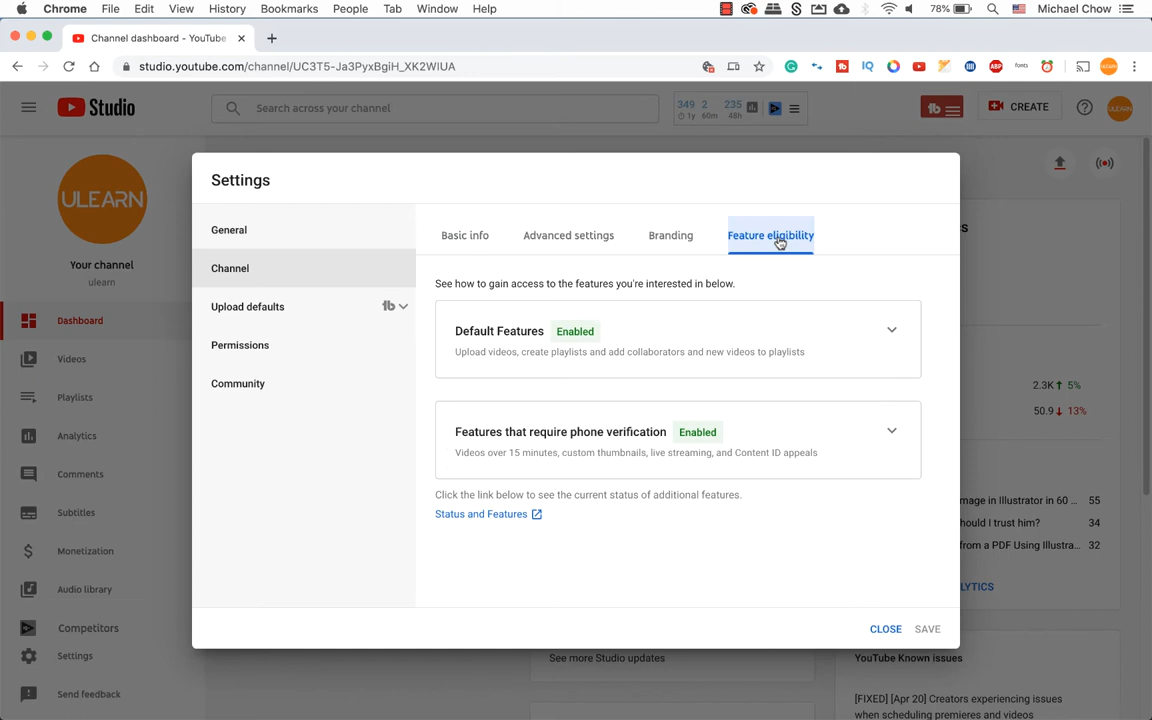 Chrome File Edit View History Bookmarks People Tab Window Help 78% Michael Chow
Channel dashboard - YouTube
studio.youtube.com/channel/UC3T5-Ja3PyxBgiH_XK2WIUA
Studio
Search across your channel
349 2 235
1y 60m 48h
CREATE
ULEARN
Your channel
ulearn
Dashboard
Videos
Playlists
Analytics
Comments
Subtitles
Monetization
Audio library
Competitors
Settings
Send feedback
Settings
General
Channel
Upload defaults
Permissions
Community
Basic info Advanced settings Branding Feature eligibility
See how to gain access to the features you're interested in below.
Default Features Enabled
Upload videos, create playlists and add collaborators and new videos to playlists
Features that require phone verification Enabled
Videos over 15 minutes, custom thumbnails, live streaming, and Content ID appeals
Click the link below to see the current status of additional features.
Status and Features
CLOSE SAVE
2.3K 5%
50.9 13%
mage in Illustrator in 60 ... 55
hould I trust him? 34
from a PDF Using Illustra... 32
LYTICS
See more Studio updates
YouTube Known issues
[FIXED] [Apr 20] Creators experiencing issues
when scheduling premieres and videos